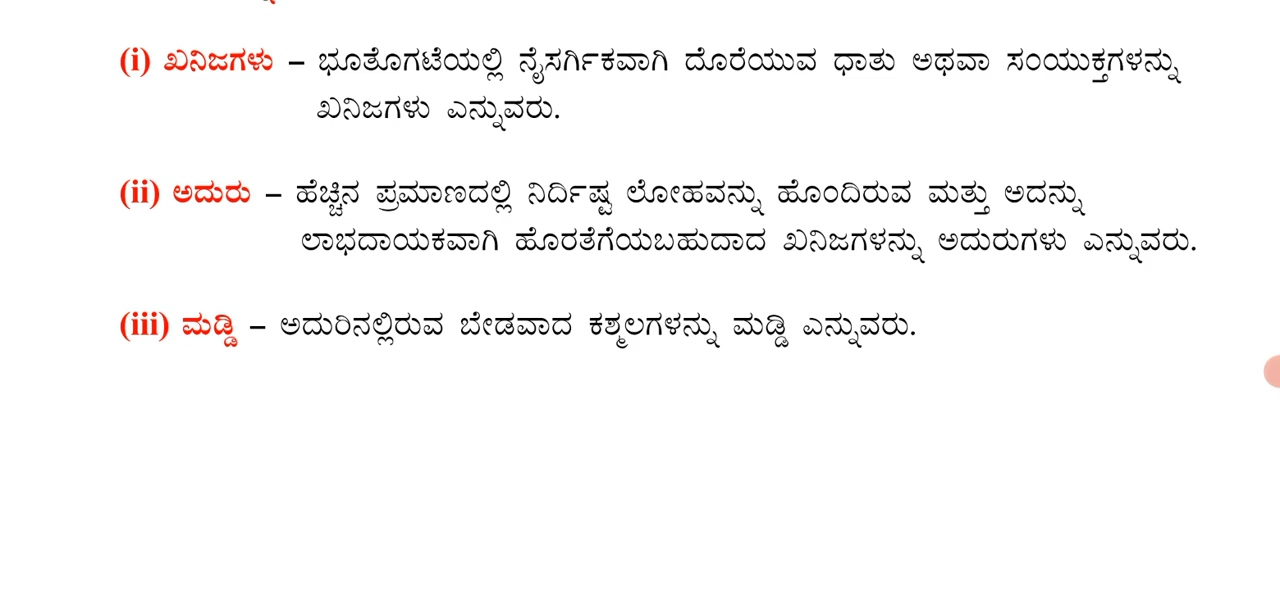 (i) ಖನಿಜಗಳು – ಭೂತೊಗಟೆಯಲ್ಲಿ ನೈಸರ್ಗಿಕವಾಗಿ ದೊರೆಯುವ ಧಾತು ಅಥವಾ ಸಂಯುಕ್ತಗಳನ್ನು
ಖನಿಜಗಳು ಎನ್ನುವರು.
(ii) ಅದುರು – ಹೆಚ್ಚಿನ ಪ್ರಮಾಣದಲ್ಲಿ ನಿರ್ದಿಷ್ಟ ಲೋಹವನ್ನು ಹೊಂದಿರುವ ಮತ್ತು ಅದನ್ನು
ಲಾಭದಾಯಕವಾಗಿ ಹೊರತೆಗೆಯಬಹುದಾದ ಖನಿಜಗಳನ್ನು ಅದುರುಗಳು ಎನ್ನುವರು.
(iii) ಮಡ್ಡಿ – ಅದುರಿನಲ್ಲಿರುವ ಬೇಡವಾದ ಕಶ್ಮಲಗಳನ್ನು ಮಡ್ಡಿ ಎನ್ನುವರು.